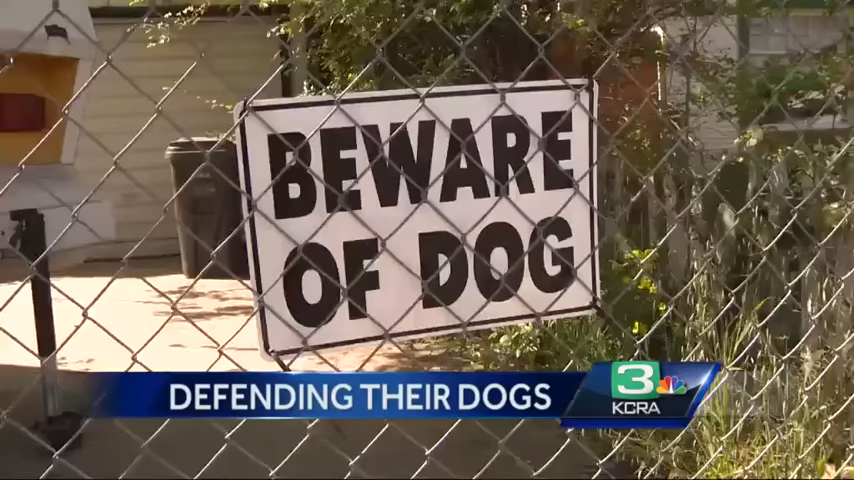 BEWARE
OF DOG
DEFENDING THEIR DOGS
3
KCRA